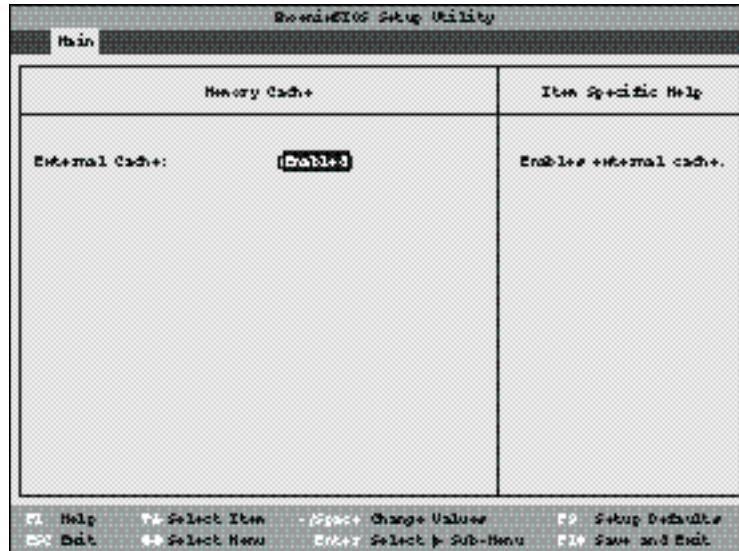 PhoenixBIOS Setup Utility
Main
Memory Cache
Item Specific Help
External Cache:
[Enabled]
Enables external cache.
F1 Help ↑↓ Select Item -/Space Change Values F9 Setup Defaults
ESC Exit ↔ Select Menu Enter Select ▶ Sub-Menu F10 Save and Exit